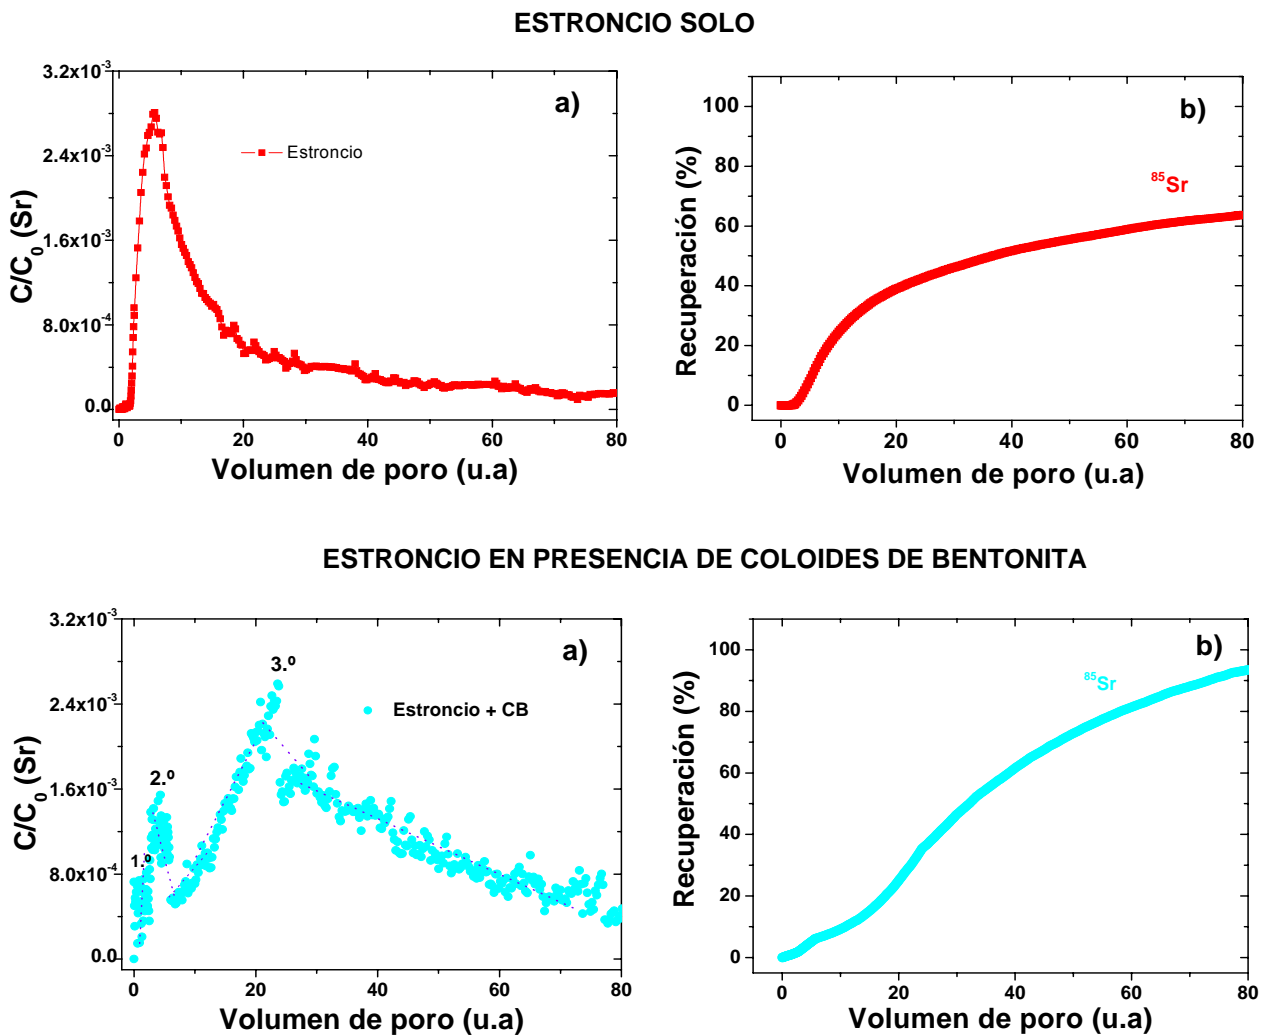 ESTRONCIO SOLO
3.2x10⁻³
2.4x10⁻³
1.6x10⁻³
8.0x10⁻⁴
0.0
C/C₀ (Sr)
a)
Estroncio
0 20 40 60 80
Volumen de poro (u.a)
100
80
60
40
20
0
Recuperación (%)
b)
⁸⁵Sr
0 20 40 60 80
Volumen de poro (u.a)
ESTRONCIO EN PRESENCIA DE COLOIDES DE BENTONITA
3.2x10⁻³
2.4x10⁻³
1.6x10⁻³
8.0x10⁻⁴
0.0
C/C₀ (Sr)
a)
3.º
Estroncio + CB
2.º
1.º
0 20 40 60 80
Volumen de poro (u.a)
100
80
60
40
20
0
Recuperación (%)
b)
⁸⁵Sr
0 20 40 60 80
Volumen de poro (u.a)